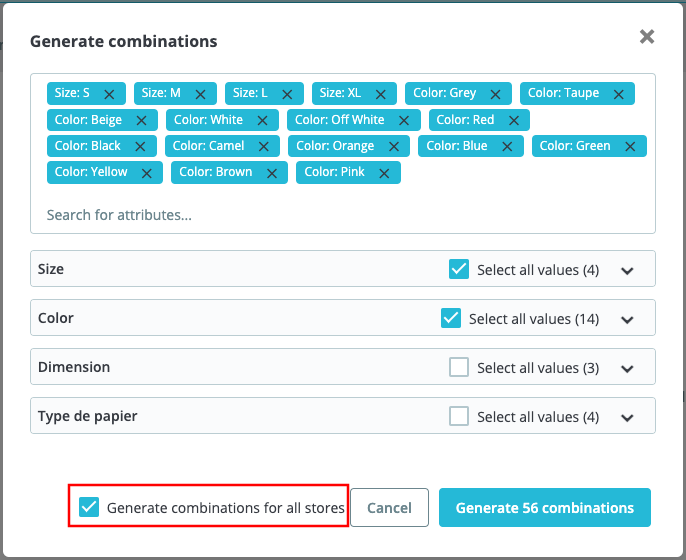 Generate combinations
Size: S Size: M Size: L Size: XL Color: Grey Color: Taupe
Color: Beige Color: White Color: Off White Color: Red
Color: Black Color: Camel Color: Orange Color: Blue Color: Green
Color: Yellow Color: Brown Color: Pink
Search for attributes...
Size Select all values (4)
Color Select all values (14)
Dimension Select all values (3)
Type de papier Select all values (4)
Generate combinations for all stores Cancel Generate 56 combinations